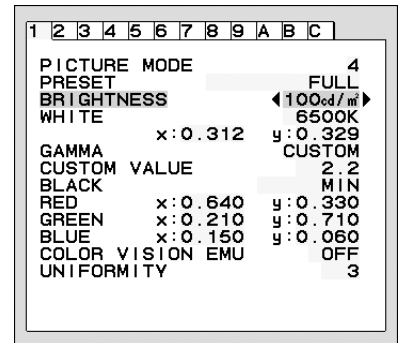 1 2 3 4 5 6 7 8 9 A B C
PICTURE MODE 4
PRESET FULL
BRIGHTNESS 100cd/㎡
WHITE 6500K
x:0.312 y:0.329
GAMMA CUSTOM
CUSTOM VALUE 2.2
BLACK MIN
RED x:0.640 y:0.330
GREEN x:0.210 y:0.710
BLUE x:0.150 y:0.060
COLOR VISION EMU OFF
UNIFORMITY 3